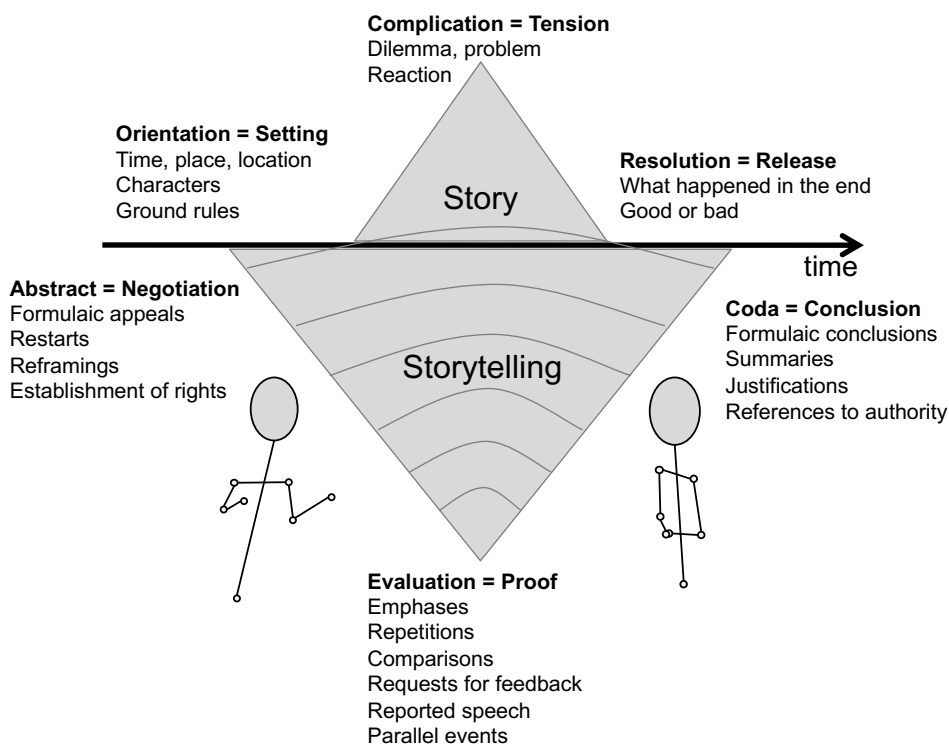 Complication = Tension
Dilemma, problem
Reaction
Orientation = Setting
Time, place, location
Characters
Ground rules
Resolution = Release
What happened in the end
Good or bad
Story
time
Abstract = Negotiation
Formulaic appeals
Restarts
Reframings
Establishment of rights
Storytelling
Coda = Conclusion
Formulaic conclusions
Summaries
Justifications
References to authority
Evaluation = Proof
Emphases
Repetitions
Comparisons
Requests for feedback
Reported speech
Parallel events